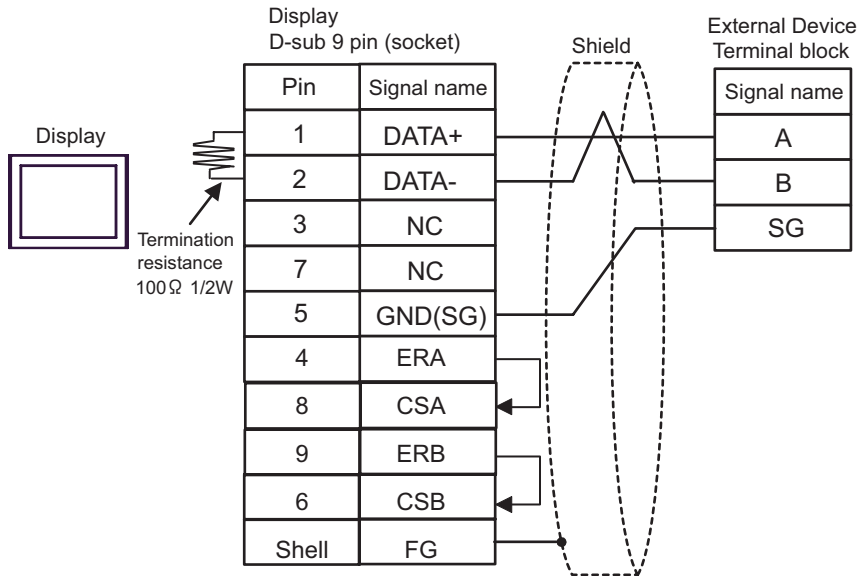 Display
D-sub 9 pin (socket)
Shield
External Device
Terminal block
Pin Signal name
Signal name
1 DATA+
A
Display
2 DATA-
B
3 NC
SG
Termination
resistance
100Ω 1/2W
7 NC
5 GND(SG)
4 ERA
8 CSA
9 ERB
6 CSB
Shell FG